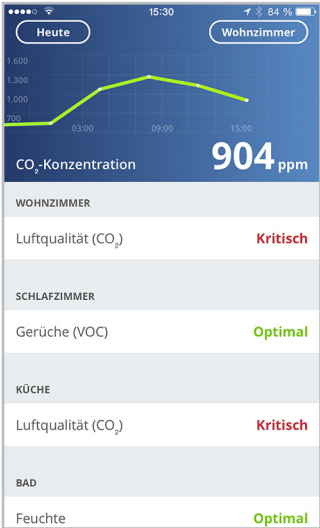 15:30 84 %
Heute Wohnzimmer
1.600
1.300
1.000
700
03:00 09:00 15:00
CO₂-Konzentration 904 ppm
WOHNZIMMER
Luftqualität (CO₂) Kritisch
SCHLAFZIMMER
Gerüche (VOC) Optimal
KÜCHE
Luftqualität (CO₂) Kritisch
BAD
Feuchte Optimal